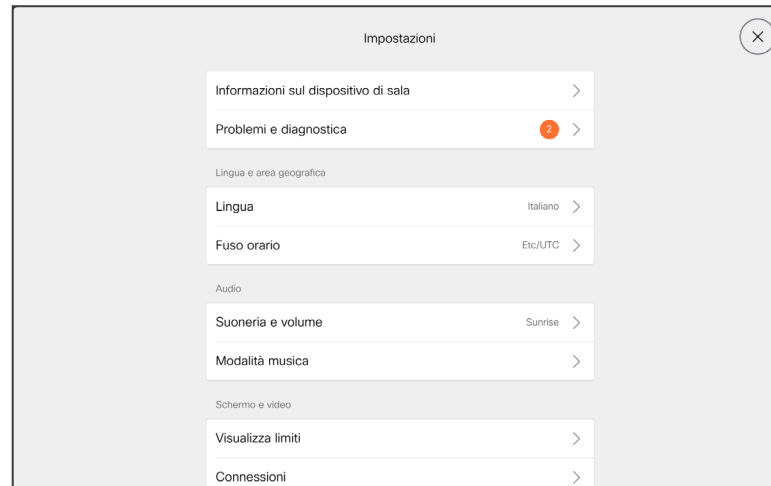 Impostazioni
Informazioni sul dispositivo di sala
Problemi e diagnostica 2
Lingua e area geografica
Lingua Italiano
Fuso orario Etc/UTC
Audio
Suoneria e volume Sunrise
Modalità musica
Schermo e video
Visualizza limiti
Connessioni